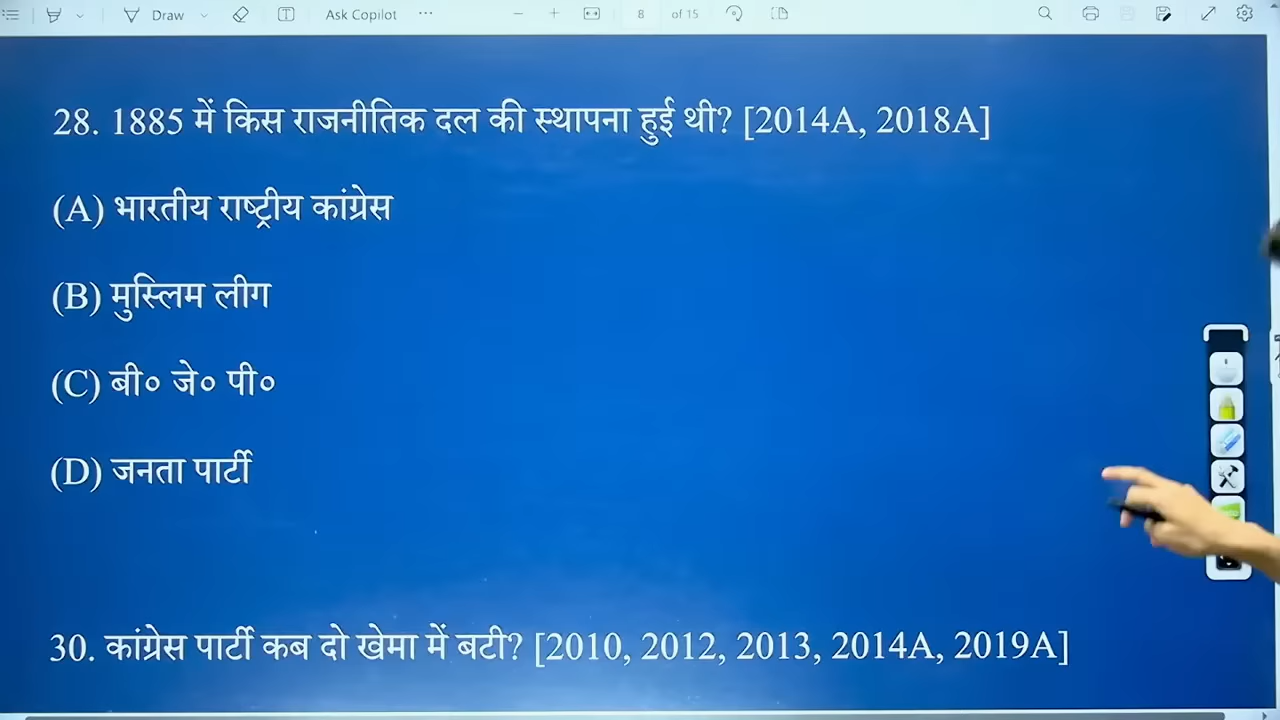 Draw
Ask Copilot
8
of 15
28. 1885 में किस राजनीतिक दल की स्थापना हुई थी? [2014A, 2018A]
(A) भारतीय राष्ट्रीय कांग्रेस
(B) मुस्लिम लीग
(C) बी० जे० पी०
(D) जनता पार्टी
30. कांग्रेस पार्टी कब दो खेमा में बटी? [2010, 2012, 2013, 2014A, 2019A]